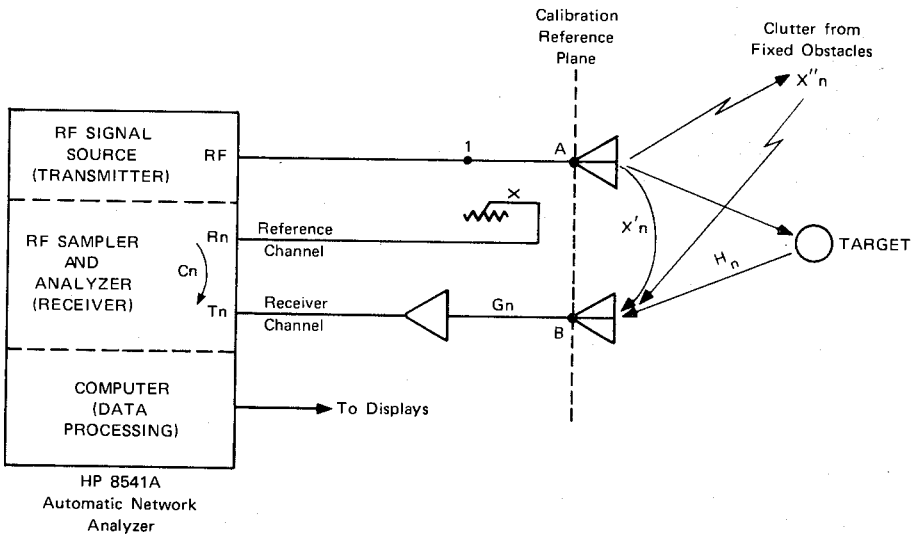 Calibration
Reference
Plane
Clutter from
Fixed Obstacles
X''n
RF SIGNAL
SOURCE
(TRANSMITTER)
RF
1
A
X
X'n
RF SAMPLER
AND
ANALYZER
(RECEIVER)
Rn
Reference
Channel
Cn
Hn
TARGET
Tn
Receiver
Channel
Gn
B
COMPUTER
(DATA
PROCESSING)
To Displays
HP 8541A
Automatic Network
Analyzer